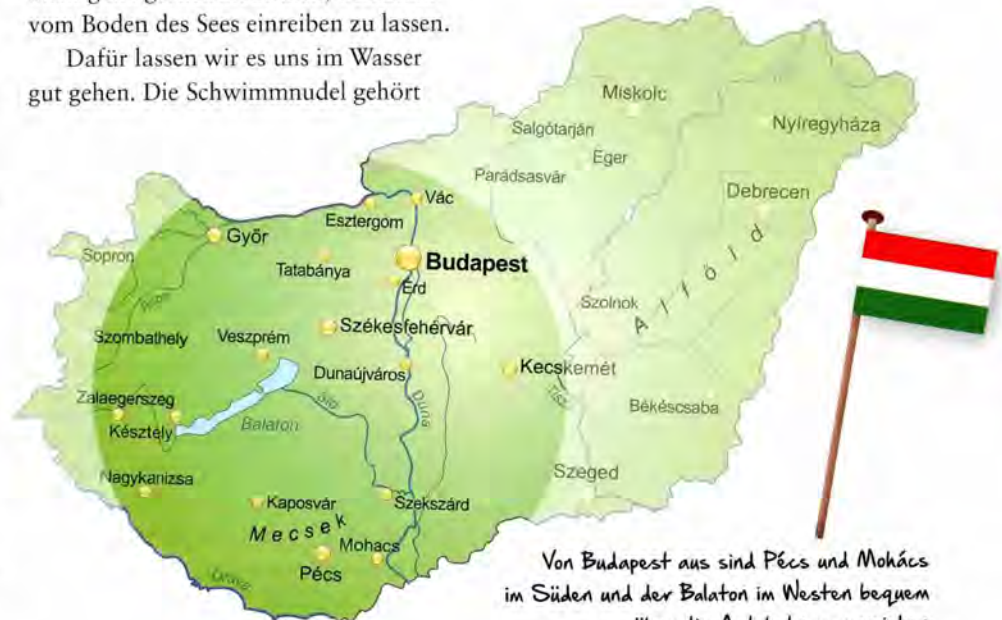 vom Boden des Sees einreiben zu lassen.
Dafür lassen wir es uns im Wasser
gut gehen. Die Schwimmnudel gehört
Miskolc
Salgótarján
Nyíregyháza
Eger
Parádsasvár
Debrecen
Vác
Esztergom
Győr
Sopron
Budapest
Tatabánya
Érd
Alföld
Szolnok
Székesfehérvár
Szombathely
Veszprém
Kecskemét
Dunaújváros
Duna
Sió
Zalaegerszeg
Késztely
Balaton
Békéscsaba
Szeged
Nagykanizsa
Kaposvár
Szekszárd
Mecsek
Mohacs
Pécs
Von Budapest aus sind Pécs und Mohács
im Süden und der Balaton im Westen bequem